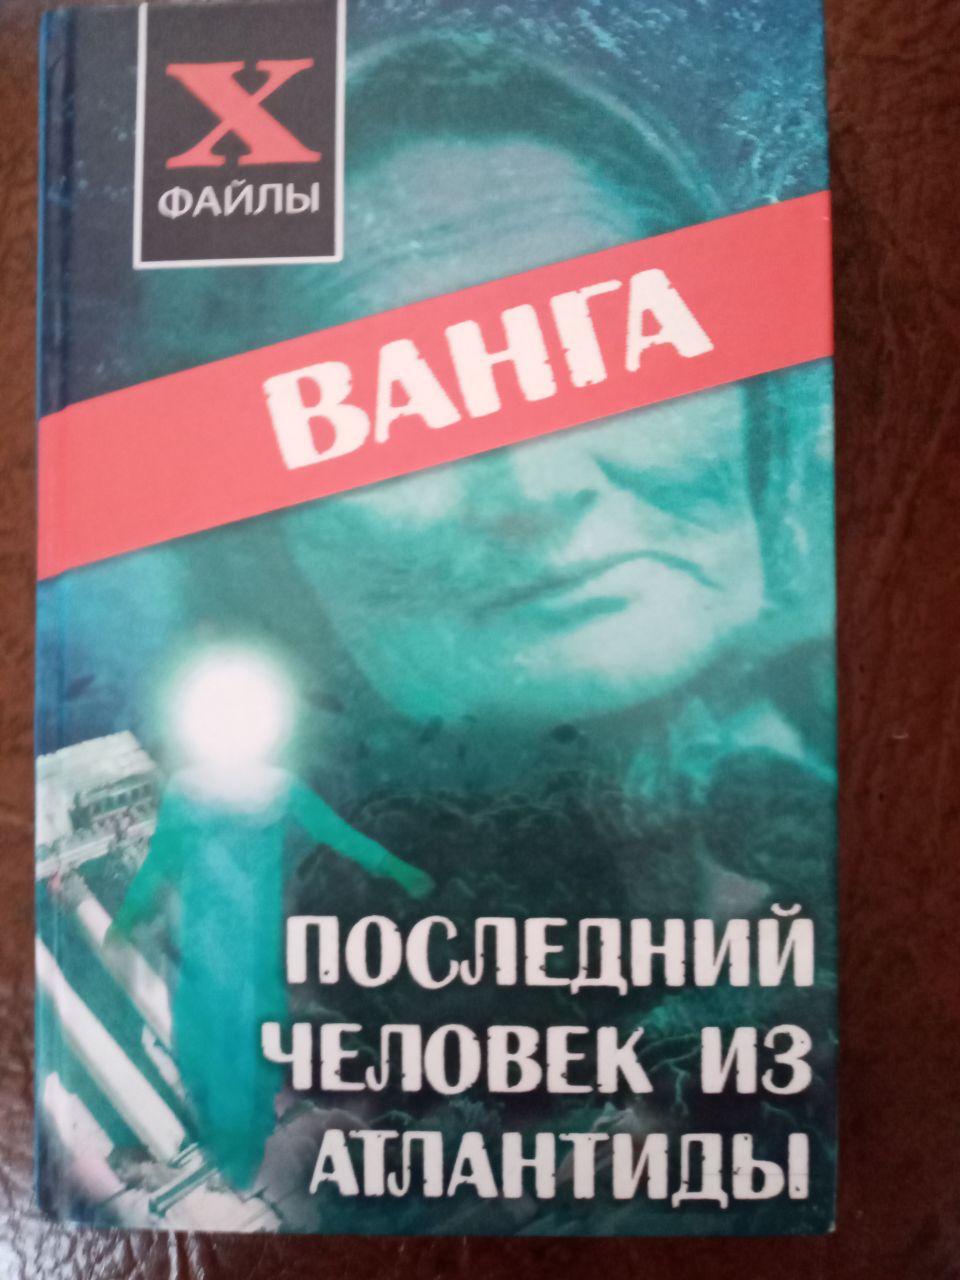 Х
ФАЙЛЫ
ВАНГА
ПОСЛЕДНИЙ
ЧЕЛОВЕК ИЗ
АТЛАНТИДЫ